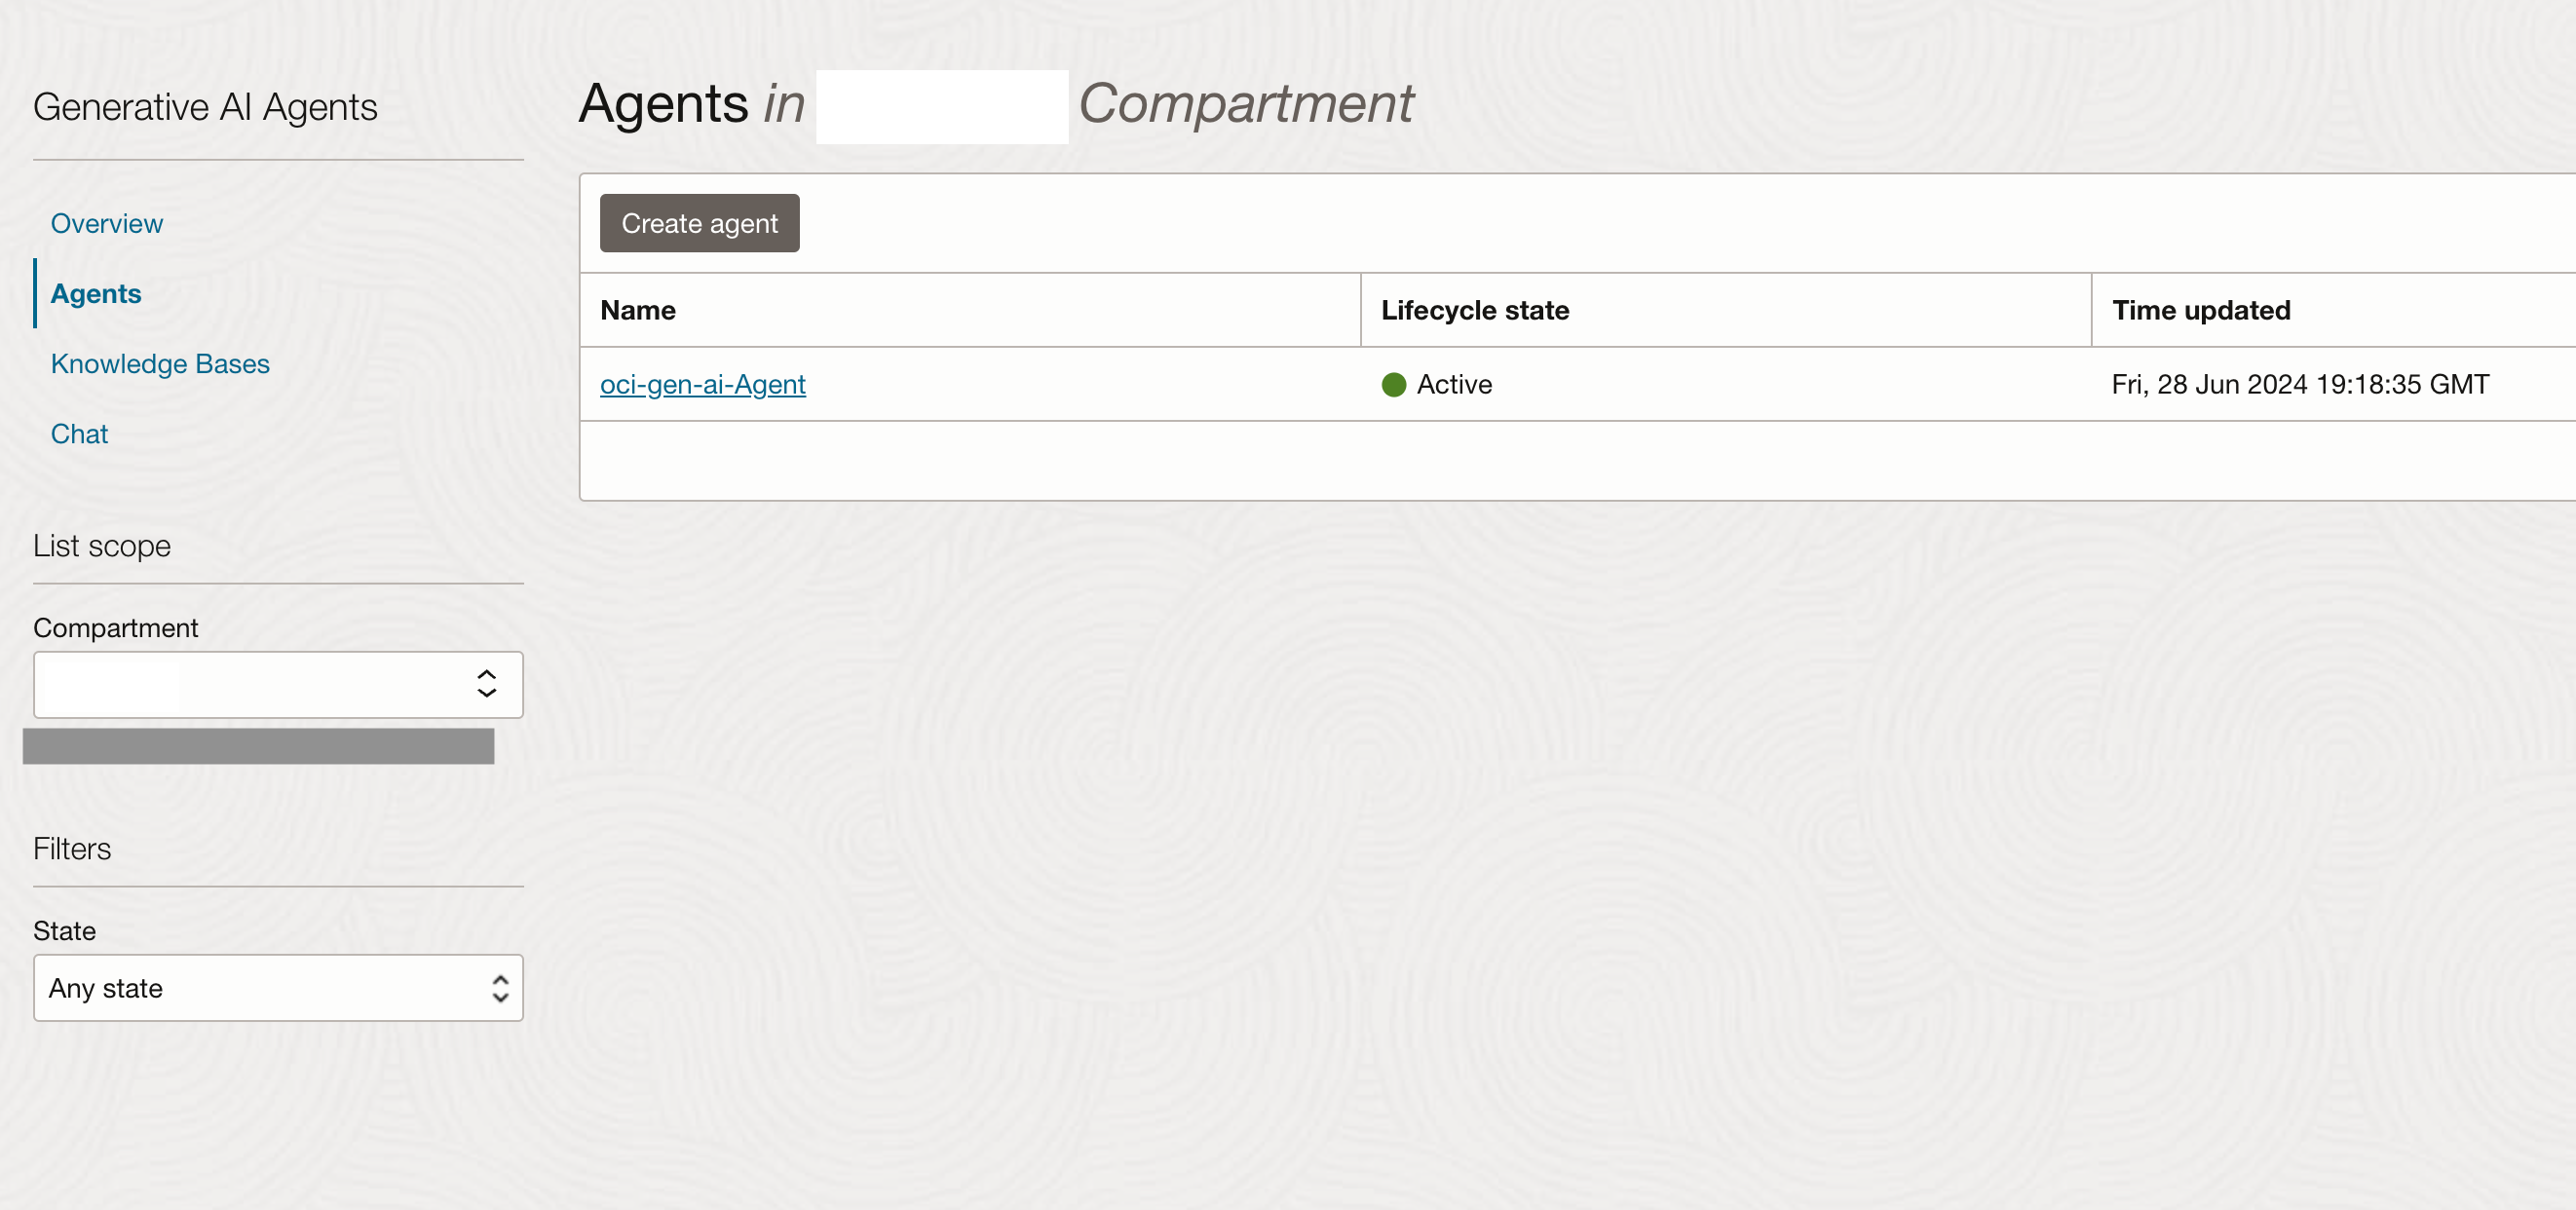 Generative AI Agents
Overview
Agents
Knowledge Bases
Chat
List scope
Compartment
Filters
State
Any state
Agents in Compartment
Create agent
Name Lifecycle state Time updated
oci-gen-ai-Agent Active Fri, 28 Jun 2024 19:18:35 GMT